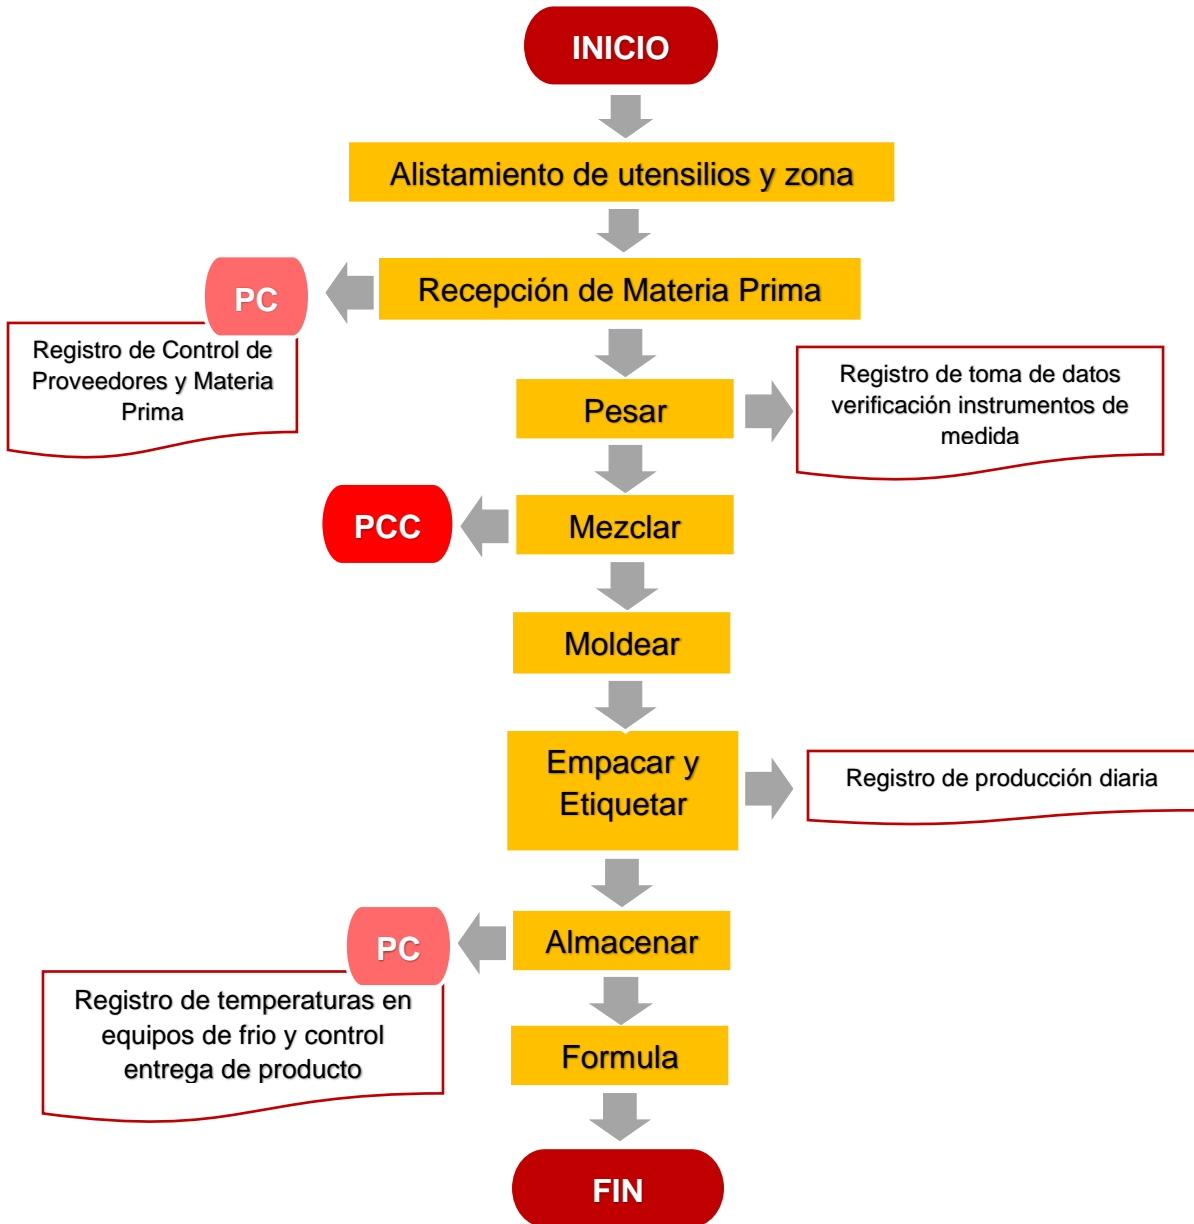 INICIO
Alistamiento de utensilios y zona
PC
Recepción de Materia Prima
Registro de Control de
Proveedores y Materia
Prima
Pesar
Registro de toma de datos
verificación instrumentos de
medida
PCC
Mezclar
Moldear
Empacar y
Etiquetar
Registro de producción diaria
PC
Almacenar
Registro de temperaturas en
equipos de frio y control
entrega de producto
Formula
FIN